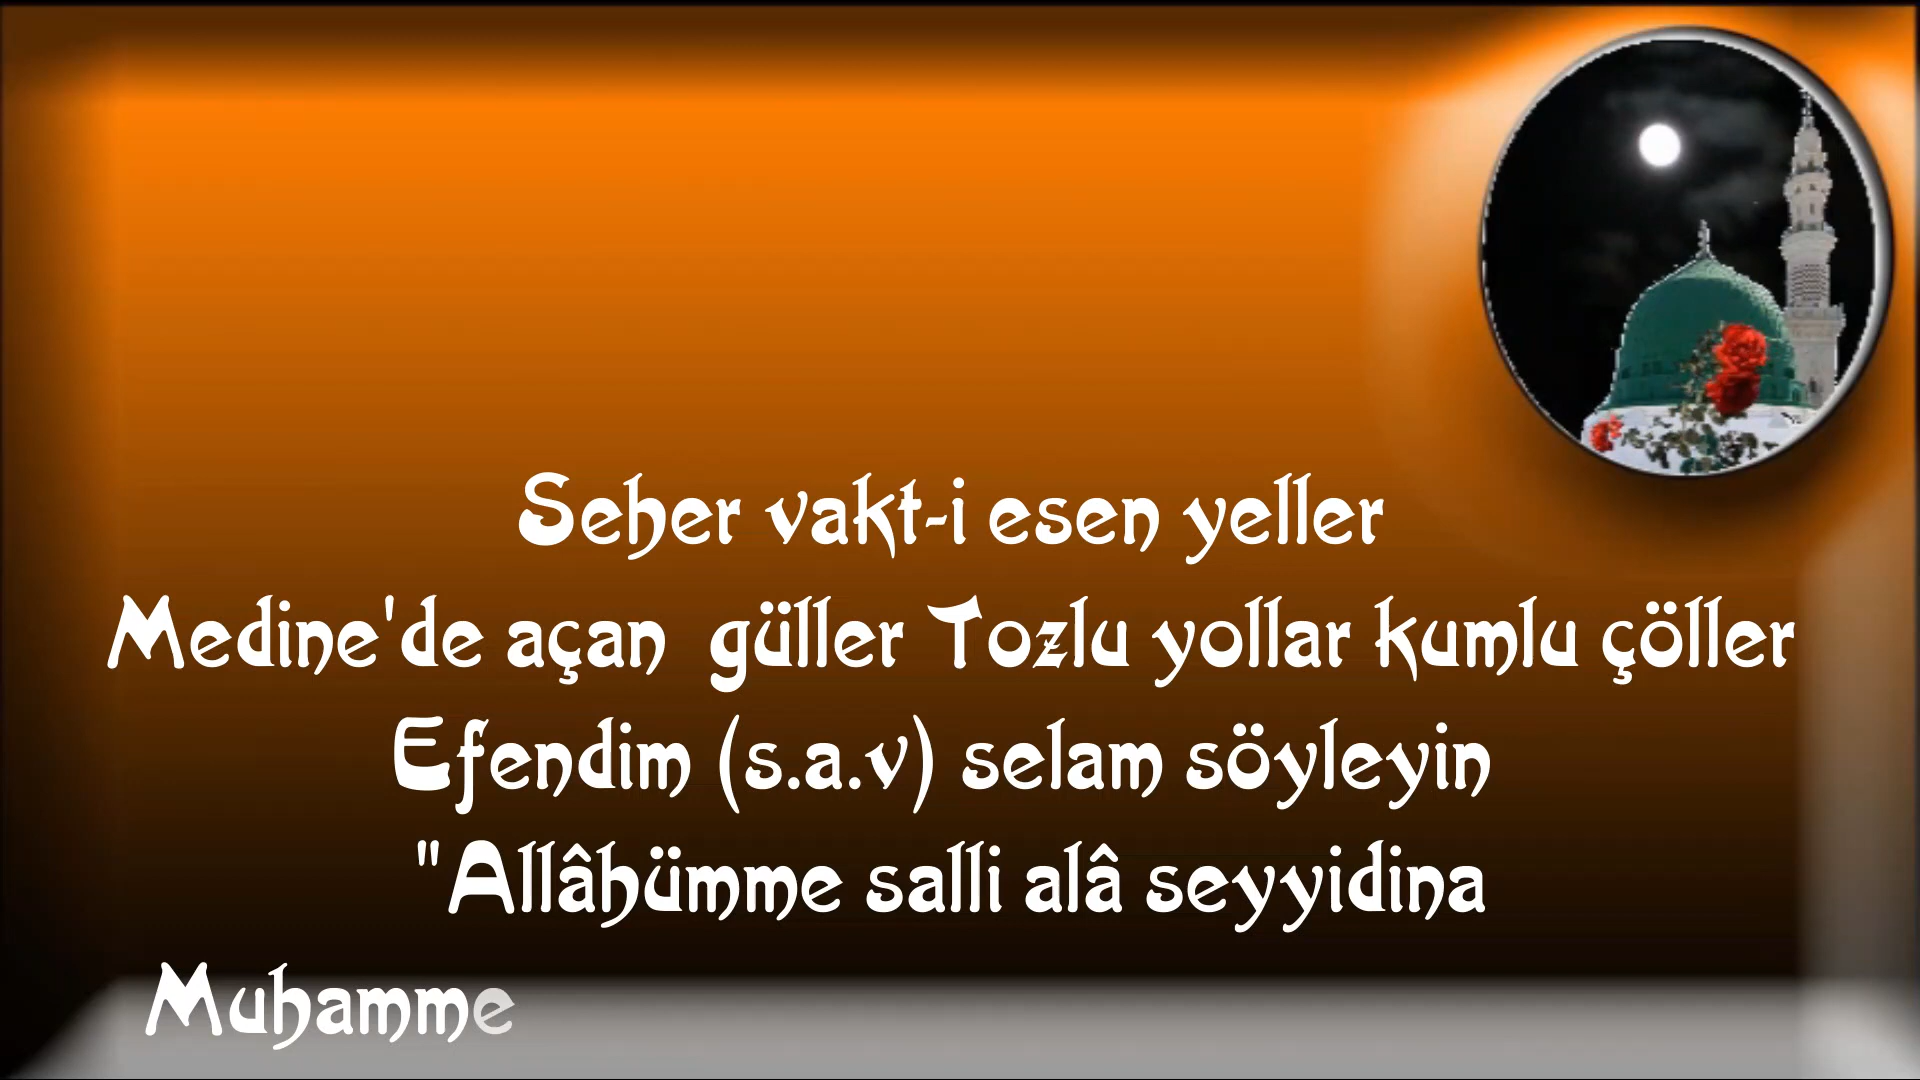 Seher vakt-i esen yeller
Medine'de açan  güller Tozlu yollar kumlu çöller
Efendim (s.a.v) selam söyleyin
"Allâhümme salli alâ seyyidina
Muhamme